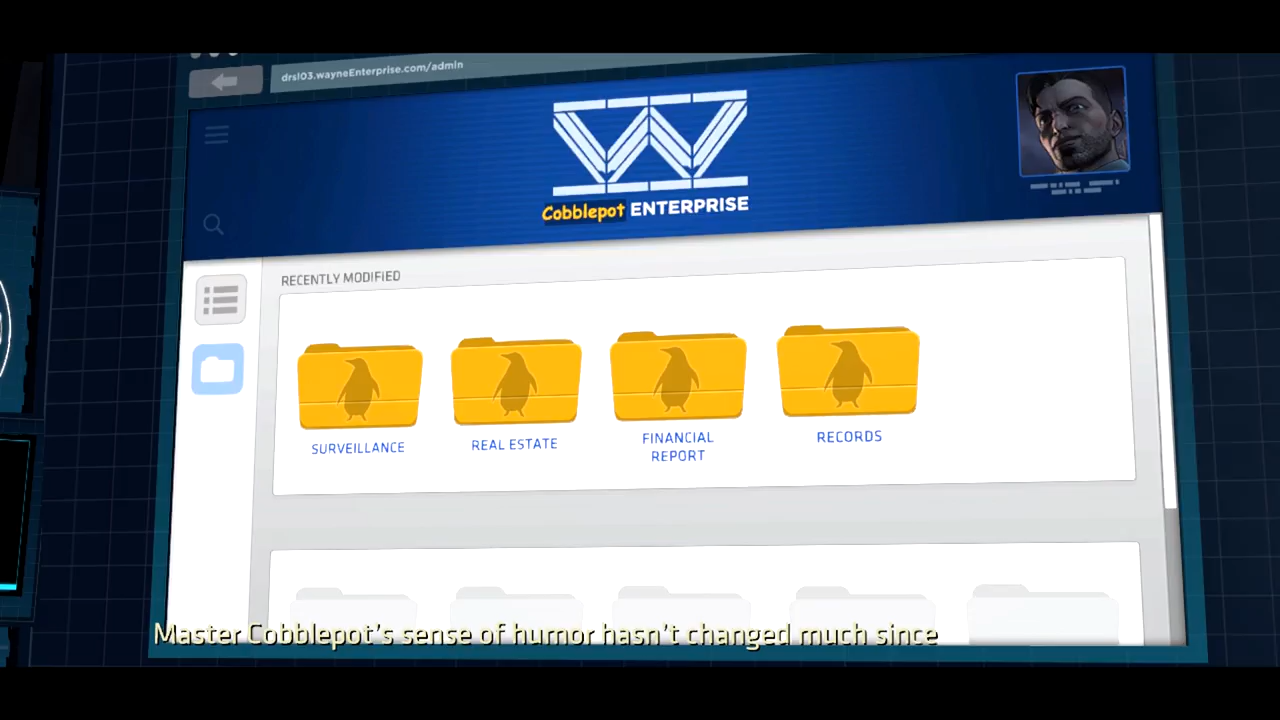 drsl03.wayneEnterprise.com/admin
W
Cobblepot ENTERPRISE
RECENTLY MODIFIED
SURVEILLANCE
REAL ESTATE
FINANCIAL
REPORT
RECORDS
Master Cobblepot's sense of humor hasn't changed much since